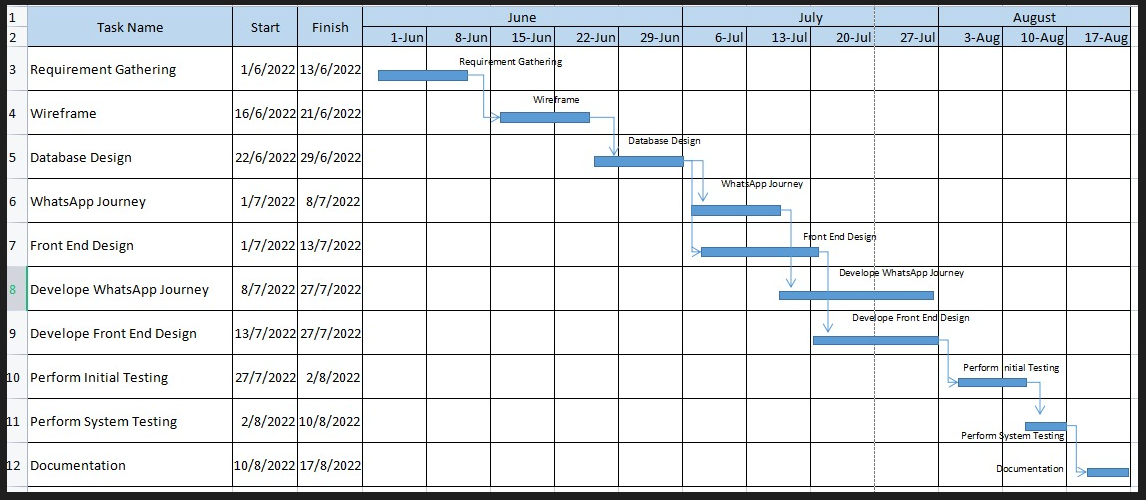 1 Task Name Start Finish June July August
2 1-Jun 8-Jun 15-Jun 22-Jun 29-Jun 6-Jul 13-Jul 20-Jul 27-Jul 3-Aug 10-Aug 17-Aug
3 Requirement Gathering 1/6/2022 13/6/2022 Requirement Gathering
4 Wireframe 16/6/2022 21/6/2022 Wireframe
5 Database Design 22/6/2022 29/6/2022 Database Design
6 WhatsApp Journey 1/7/2022 8/7/2022 WhatsApp Journey
7 Front End Design 1/7/2022 13/7/2022 Front End Design
8 Develope WhatsApp Journey 8/7/2022 27/7/2022 Develope WhatsApp Journey
9 Develope Front End Design 13/7/2022 27/7/2022 Develope Front End Design
10 Perform Initial Testing 27/7/2022 2/8/2022 Perform Initial Testing
11 Perform System Testing 2/8/2022 10/8/2022 Perform System Testing
12 Documentation 10/8/2022 17/8/2022 Documentation